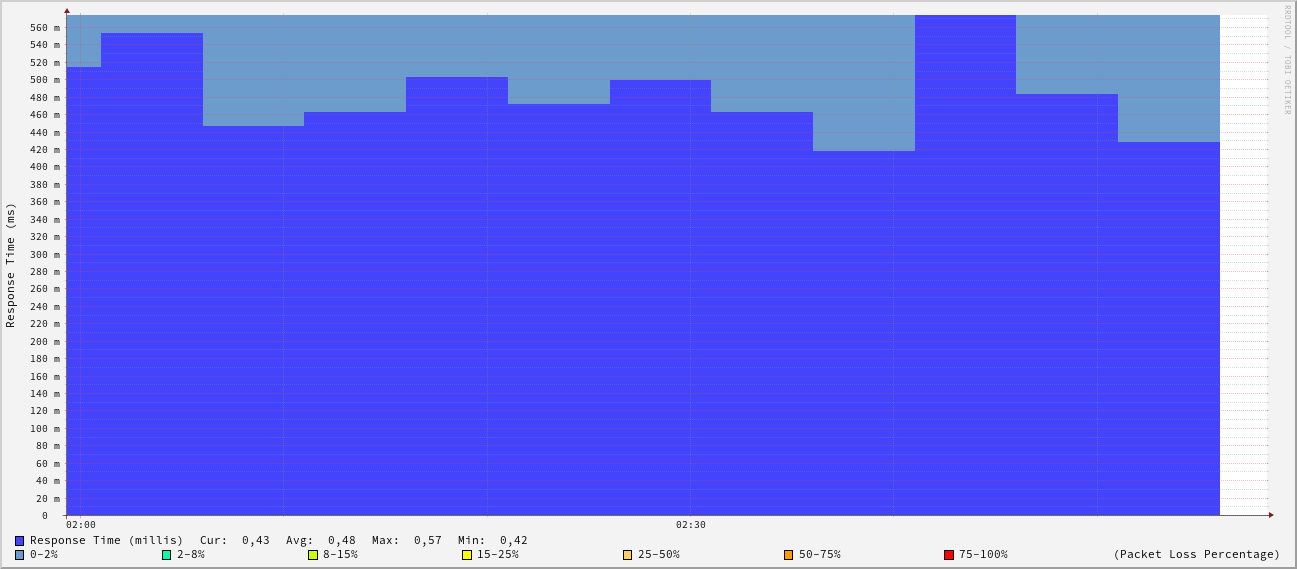 RRDTOOL / TOBI OETIKER
Response Time (ms)
560 m
540 m
520 m
500 m
480 m
460 m
440 m
420 m
400 m
380 m
360 m
340 m
320 m
300 m
280 m
260 m
240 m
220 m
200 m
180 m
160 m
140 m
120 m
100 m
80 m
60 m
40 m
20 m
0
02:00 02:30
Response Time (millis) Cur: 0,43 Avg: 0,48 Max: 0,57 Min: 0,42
0-2% 2-8% 8-15% 15-25% 25-50% 50-75% 75-100% (Packet Loss Percentage)